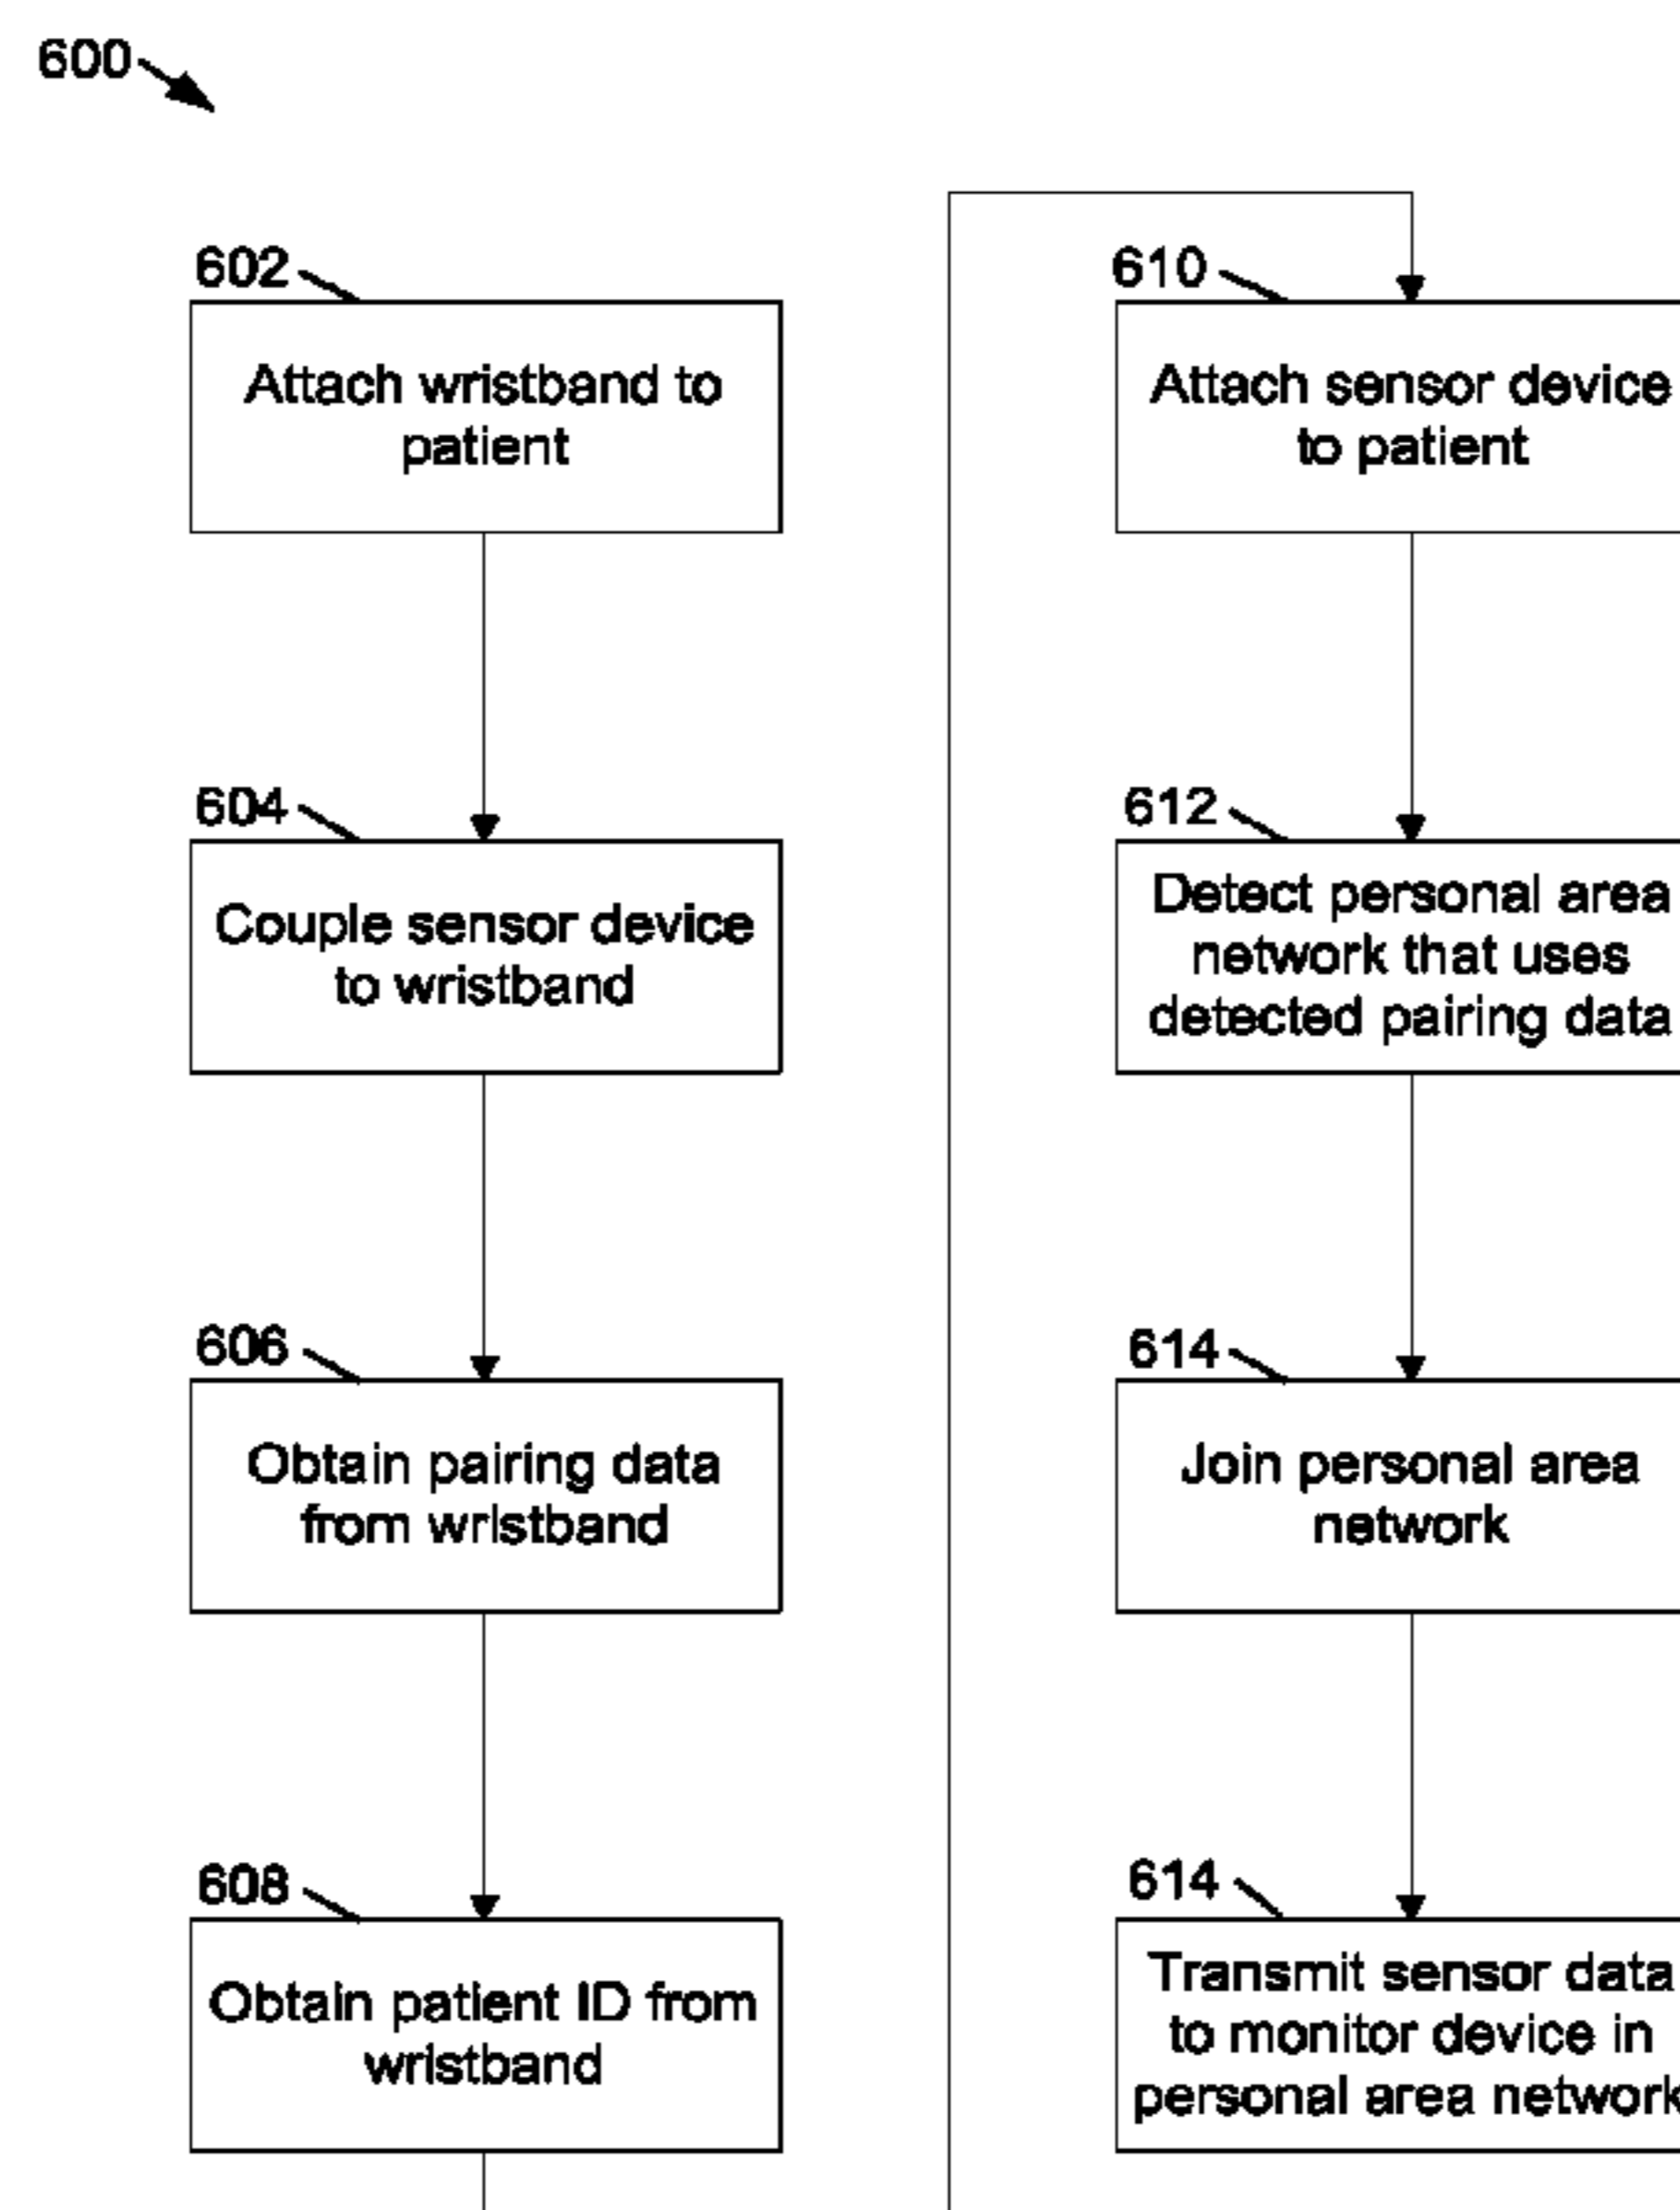 600
602
Attach wristband to
patient
604
Couple sensor device
to wristband
606
Obtain pairing data
from wristband
608
Obtain patient ID from
wristband
610
Attach sensor device
to patient
612
Detect personal area
network that uses
detected pairing data
614
Join personal area
network
614
Transmit sensor data
to monitor device in
personal area network